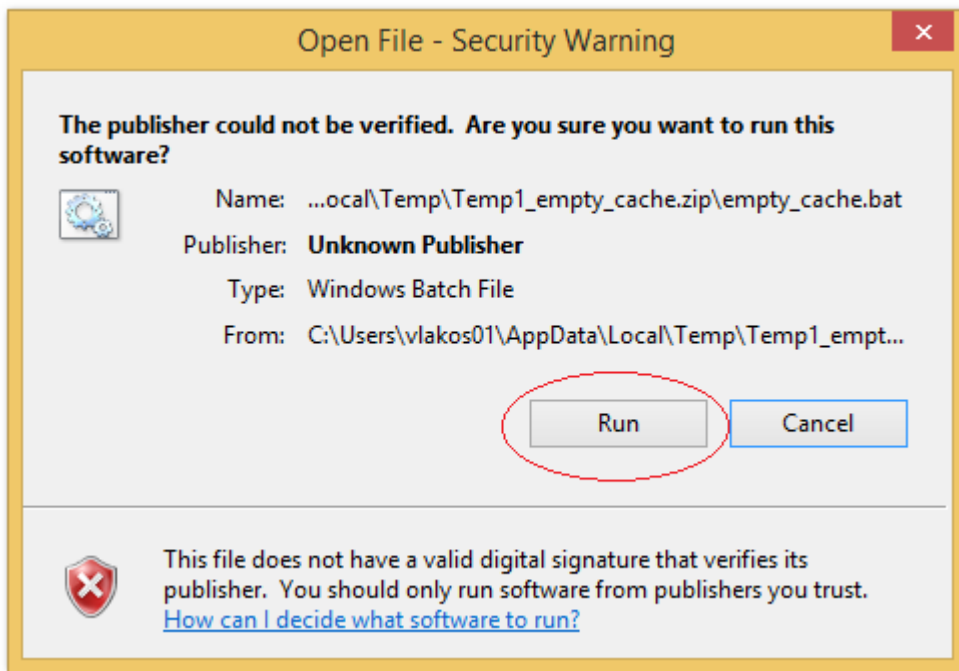 Open File - Security Warning
The publisher could not be verified. Are you sure you want to run this
software?
Name: ...ocal\Temp\Temp1_empty_cache.zip\empty_cache.bat
Publisher: Unknown Publisher
Type: Windows Batch File
From: C:\Users\vlakos01\AppData\Local\Temp\Temp1_empt...
Run Cancel
This file does not have a valid digital signature that verifies its
publisher. You should only run software from publishers you trust.
How can I decide what software to run?